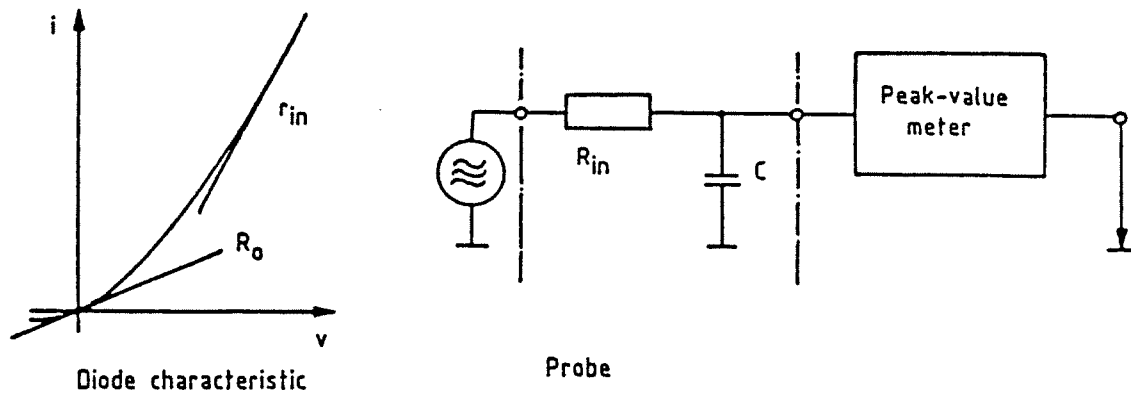 i
r_in
R_o
v
Diode characteristic
R_in
C
Probe
Peak-value
meter